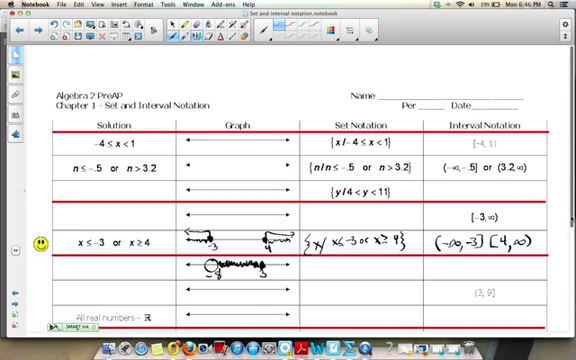 Notebook File Edit View Insert Format Tools Window Add-ons Help
Mon 6:46 PM
Set and interval notation.notebook
Algebra 2 PreAP
Name
Chapter 1 - Set and Interval Notation
Per Date
Solution Graph Set Notation Interval Notation
-4 ≤ x < 1 {x/-4 ≤ x < 1} [-4, 1)
n ≤ -.5 or n > 3.2 {n/n ≤ -.5 or n > 3.2} (-∞, -.5] or (3.2, ∞)
{y/4 < y < 11}
[-3, ∞)
x ≤ -3 or x ≥ 4 -3 4 {x/ x ≤ -3 or x ≥ 4} (-∞, -3] [4, ∞)
-8 3
(3, 9]
All real numbers - ℝ
SMART Ink